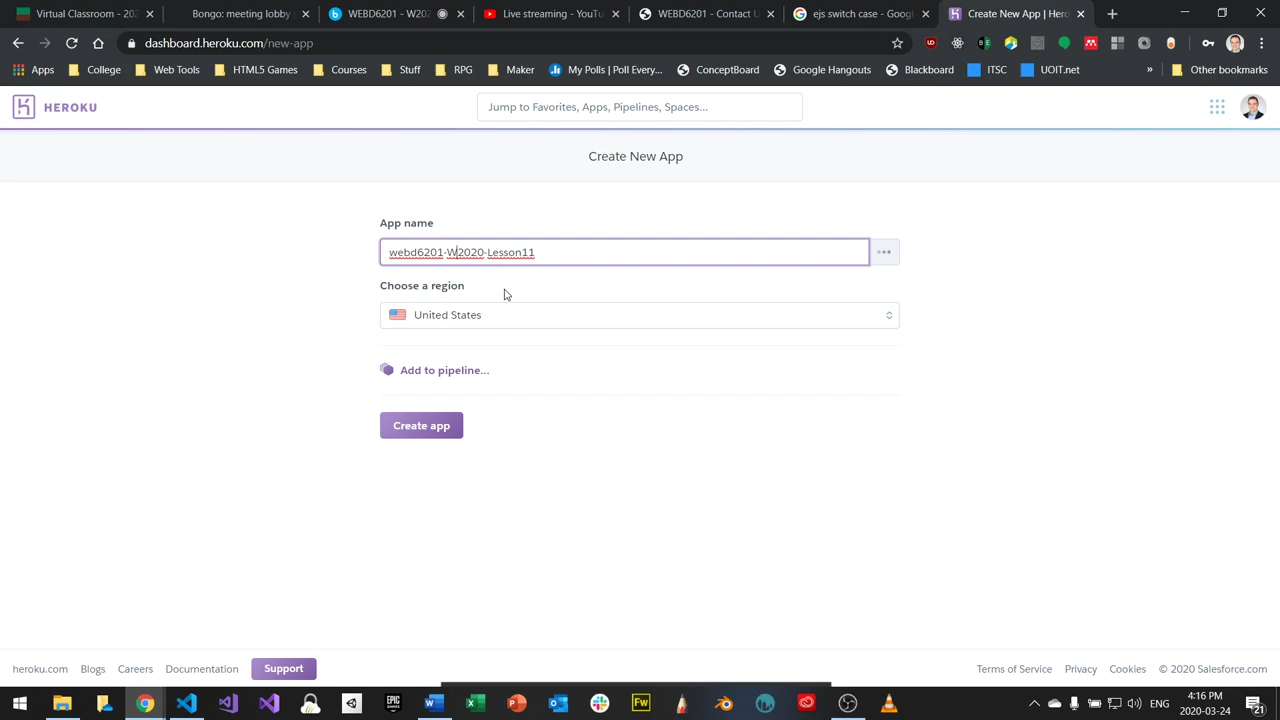 Virtual Classroom - 202
Bongo: meeting lobby p
WEBD6201 - W202
Live streaming - YouTu
WEBD6201 - Contact U
ejs switch case - Googl
Create New App | Hero
dashboard.heroku.com/new-app
Apps College Web Tools HTML5 Games Courses Stuff RPG Maker My Polls | Poll Every... ConceptBoard Google Hangouts Blackboard ITSC UOIT.net » Other bookmarks
HEROKU
Jump to Favorites, Apps, Pipelines, Spaces...
Create New App
App name
webd6201-W2020-Lesson11
Choose a region
United States
Add to pipeline...
Create app
heroku.com Blogs Careers Documentation Support Terms of Service Privacy Cookies © 2020 Salesforce.com
4:16 PM
ENG
2020-03-24
21